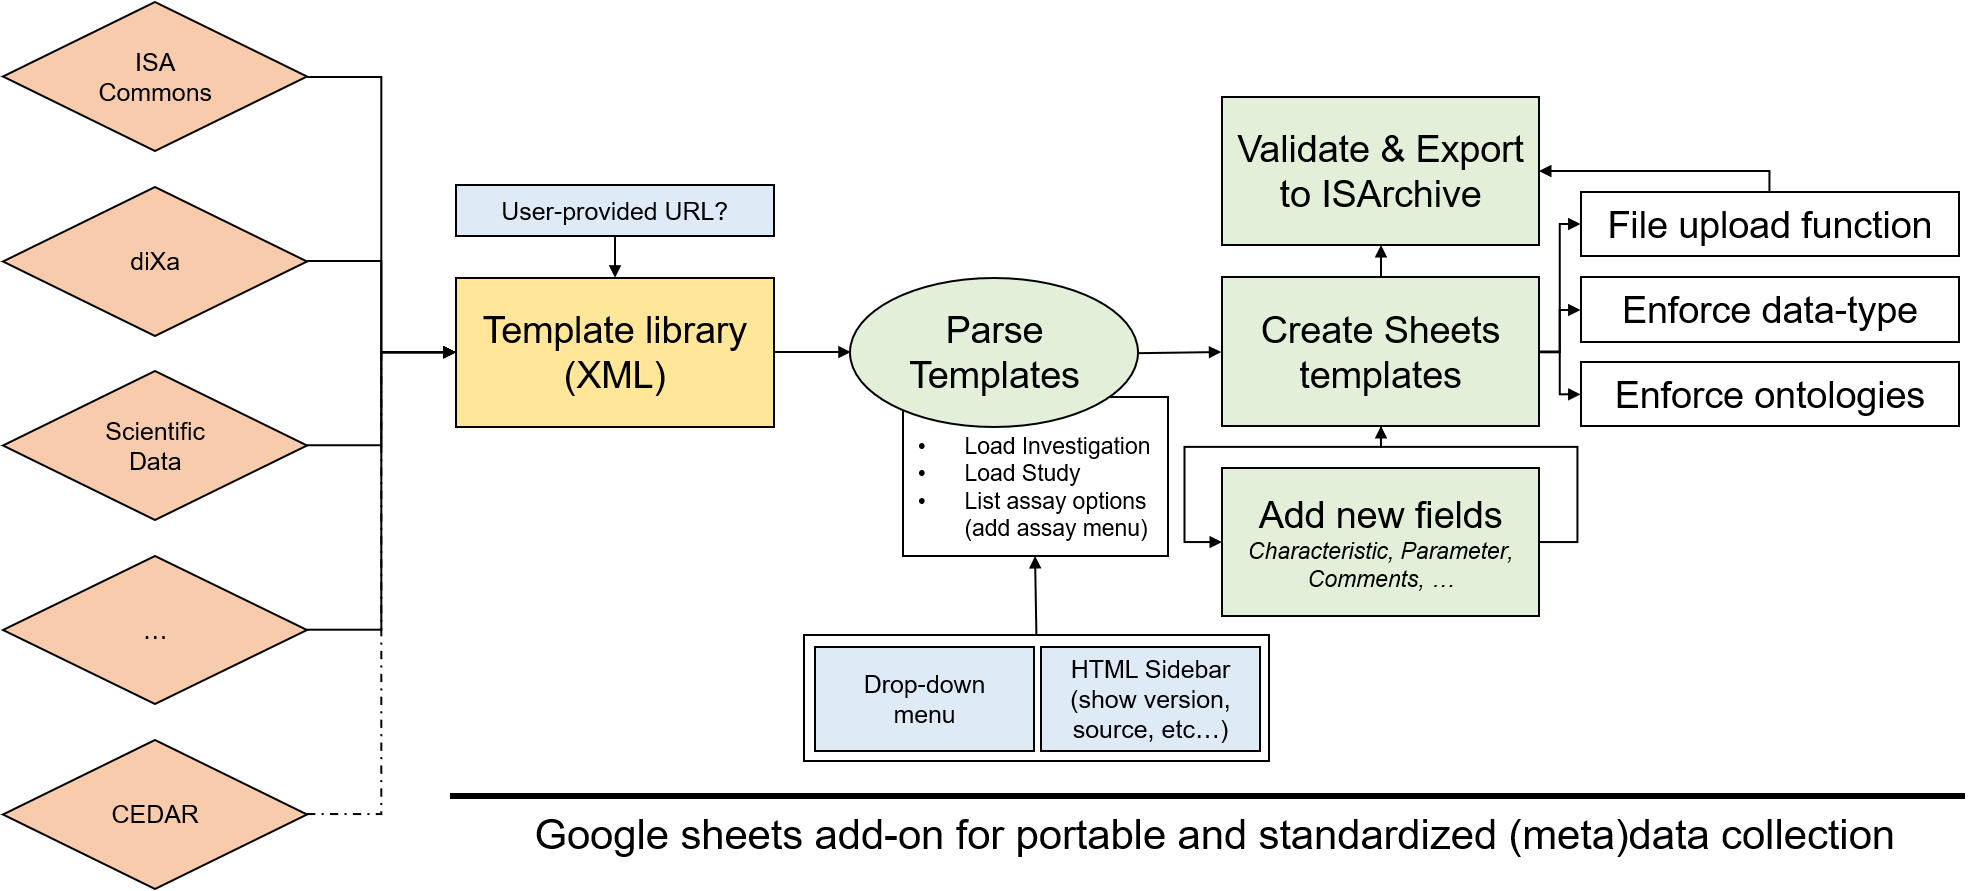 ISA
Commons
diXa
Scientific
Data
…
CEDAR
User-provided URL?
Template library
(XML)
Parse
Templates
• Load Investigation
• Load Study
• List assay options
(add assay menu)
Drop-down
menu
HTML Sidebar
(show version,
source, etc…)
Validate & Export
to ISArchive
Create Sheets
templates
Add new fields
Characteristic, Parameter,
Comments, …
File upload function
Enforce data-type
Enforce ontologies
Google sheets add-on for portable and standardized (meta)data collection